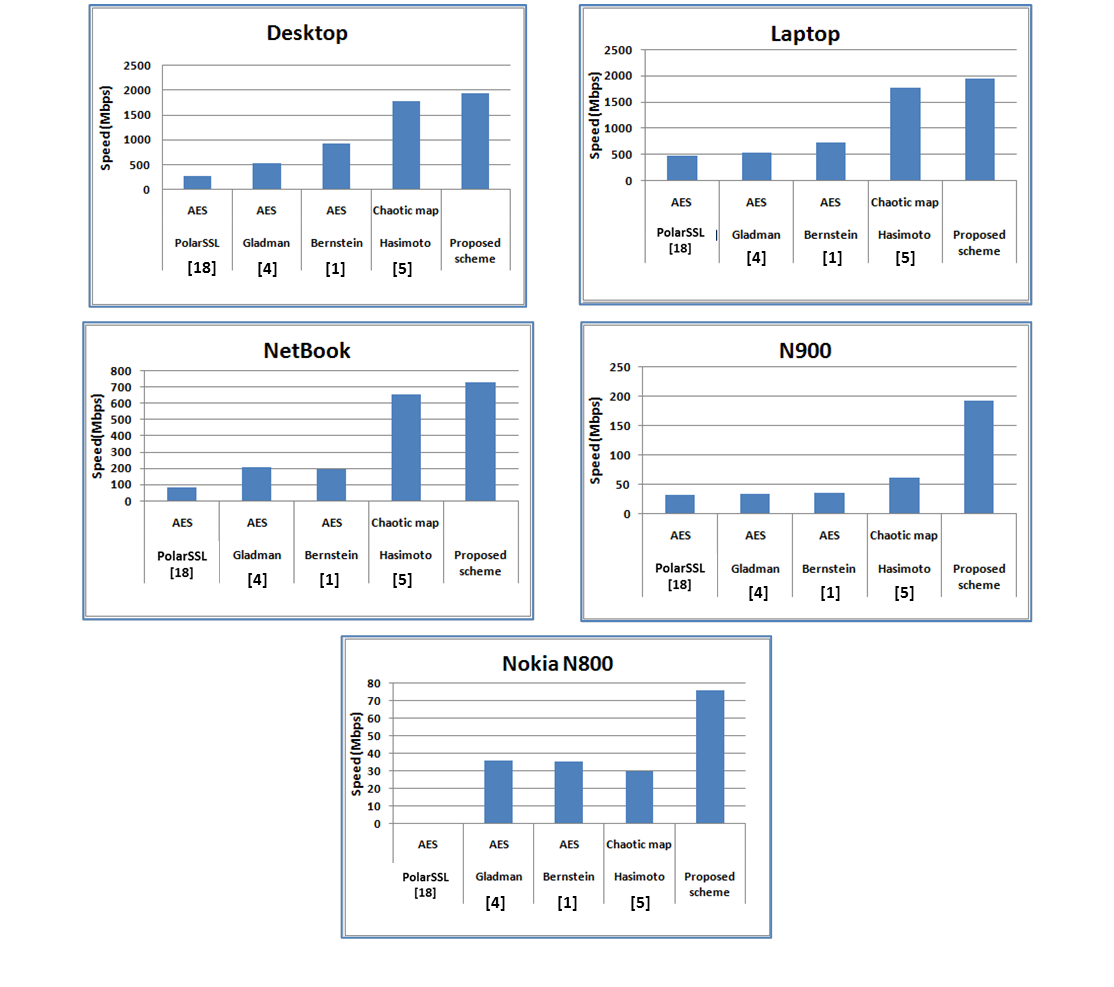 Desktop
Speed(Mbps)
2500
2000
1500
1000
500
0
AES AES AES Chaotic map
PolarSSL Gladman Bernstein Hasimoto Proposed
scheme
[18] [4] [1] [5]
Laptop
Speed(Mbps)
2500
2000
1500
1000
500
0
AES AES AES Chaotic map
PolarSSL Gladman Bernstein Hasimoto Proposed
[18] scheme
[4] [1] [5]
NetBook
Speed(Mbps)
800
700
600
500
400
300
200
100
0
AES AES AES Chaotic map
PolarSSL Gladman Bernstein Hasimoto Proposed
[18] scheme
[4] [1] [5]
N900
Speed(Mbps)
250
200
150
100
50
0
AES AES AES Chaotic map
PolarSSL Gladman Bernstein Hasimoto Proposed
[18] scheme
[4] [1] [5]
Nokia N800
Speed(Mbps)
80
70
60
50
40
30
20
10
0
AES AES AES Chaotic map
PolarSSL Gladman Bernstein Hasimoto Proposed
[18] scheme
[4] [1] [5]